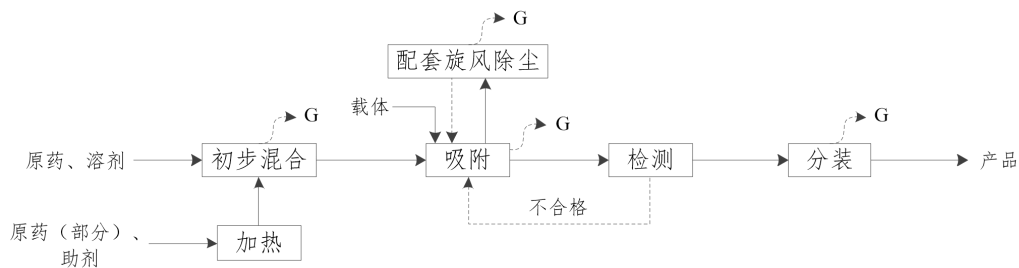 G
配套旋风除尘
载体
G
G
G
原药、溶剂
初步混合
吸附
检测
分装
产品
不合格
原药（部分）、
助剂
加热